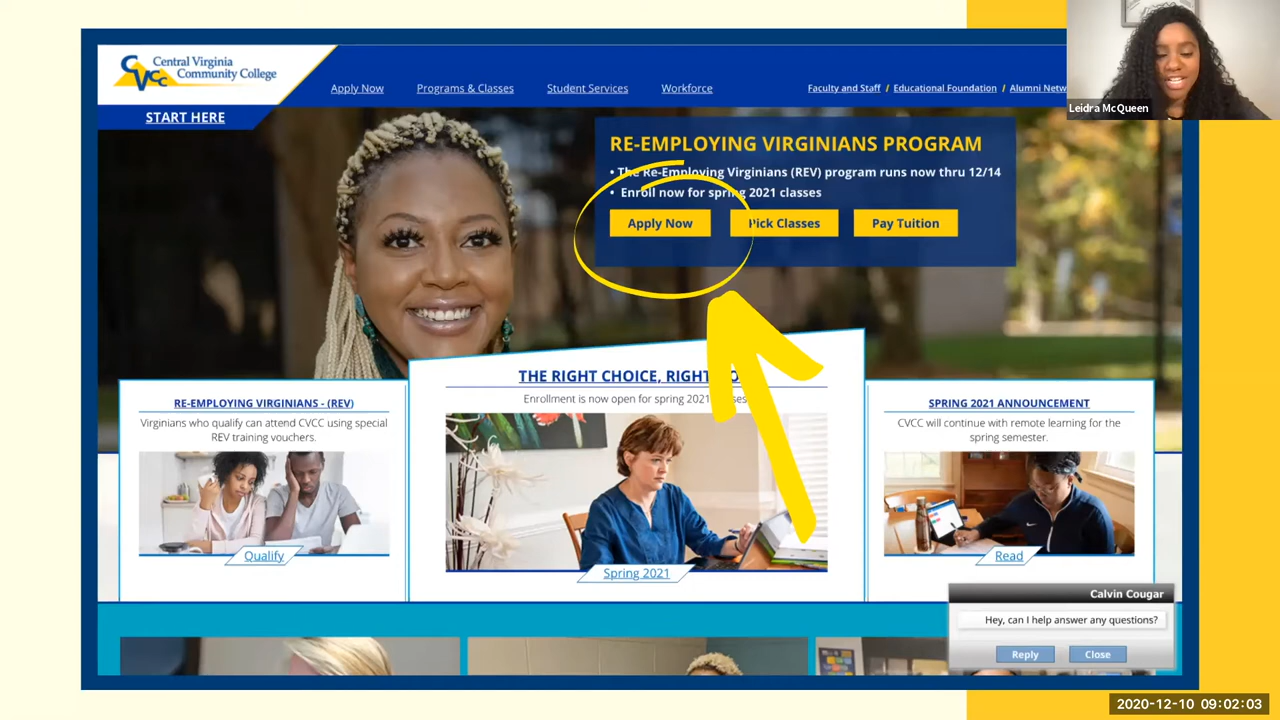 Central Virginia
Community College
CVCC
Apply Now
Programs & Classes
Student Services
Workforce
Faculty and Staff / Educational Foundation / Alumni Netw
Leidra McQueen
START HERE
RE-EMPLOYING VIRGINIANS PROGRAM
• The Re-Employing Virginians (REV) program runs now thru 12/14
• Enroll now for spring 2021 classes
Apply Now
Pick Classes
Pay Tuition
RE-EMPLOYING VIRGINIANS - (REV)
Virginians who qualify can attend CVCC using special
REV training vouchers.
Qualify
THE RIGHT CHOICE, RIGHT
Enrollment is now open for spring 2021
Spring 2021
SPRING 2021 ANNOUNCEMENT
CVCC will continue with remote learning for the
spring semester.
Read
Calvin Cougar
Hey, can I help answer any questions?
Reply
Close
2020-12-10 09:02:03